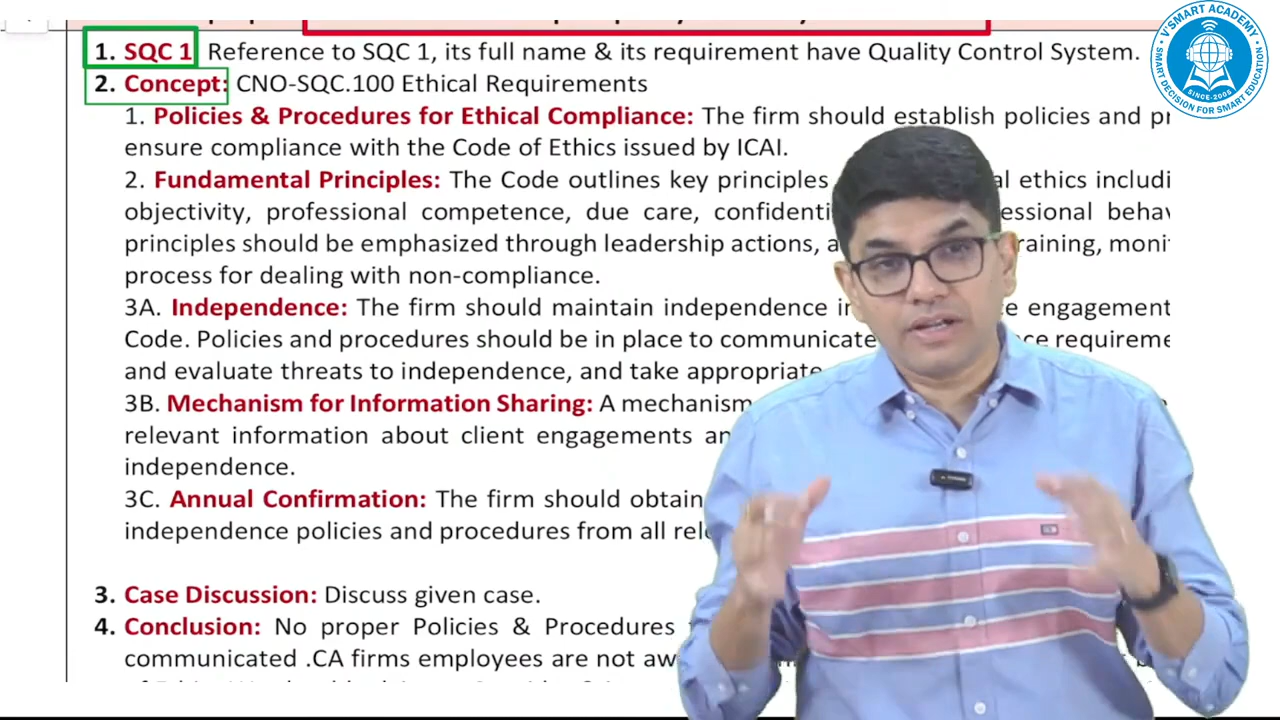 1. SQC 1 Reference to SQC 1, its full name & its requirement have Quality Control System.
2. Concept: CNO-SQC.100 Ethical Requirements
1. Policies & Procedures for Ethical Compliance: The firm should establish policies and
ensure compliance with the Code of Ethics issued by ICAI.
2. Fundamental Principles: The Code outlines key principles ethics
objectivity, professional competence, due care,
principles should be emphasized through leadership actions,
process for dealing with non-compliance.
3A. Independence: The firm should maintain independence
Code. Policies and procedures should be in place to communicate
and evaluate threats to independence, and take appropriate
3B. Mechanism for Information Sharing: A mechanism
relevant information about client engagements
independence.
3C. Annual Confirmation: The firm should obtain
independence policies and procedures from all
3. Case Discussion: Discuss given case.
4. Conclusion: No proper Policies & Procedures
communicated .CA firms employees are not
V'SMART ACADEMY
SMART DECISION FOR SMART EDUCATION
SINCE-2005